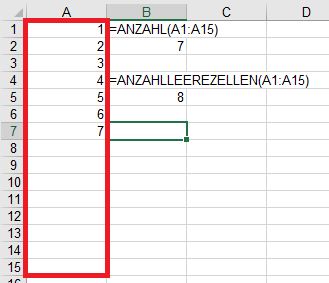 A B C D
1 1 =ANZAHL(A1:A15)
2 2 7
3 3
4 4 =ANZAHLLEEREZELLEN(A1:A15)
5 5 8
6 6
7 7
8
9
10
11
12
13
14
15